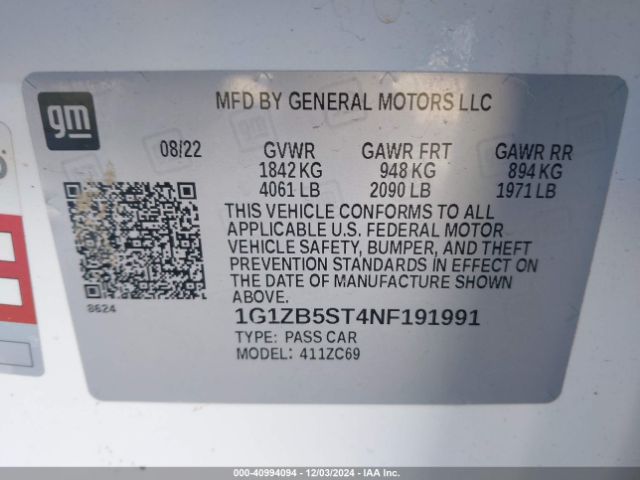 gm
MFD BY GENERAL MOTORS LLC
08/22 GVWR GAWR FRT GAWR RR
1842 KG 948 KG 894 KG
4061 LB 2090 LB 1971 LB
THIS VEHICLE CONFORMS TO ALL
APPLICABLE U.S. FEDERAL MOTOR
VEHICLE SAFETY, BUMPER, AND THEFT
PREVENTION STANDARDS IN EFFECT ON
THE DATE OF MANUFACTURE SHOWN
ABOVE.
8624
1G1ZB5ST4NF191991
TYPE: PASS CAR
MODEL: 411ZC69
000-40994094 - 12/03/2024 - IAA Inc.